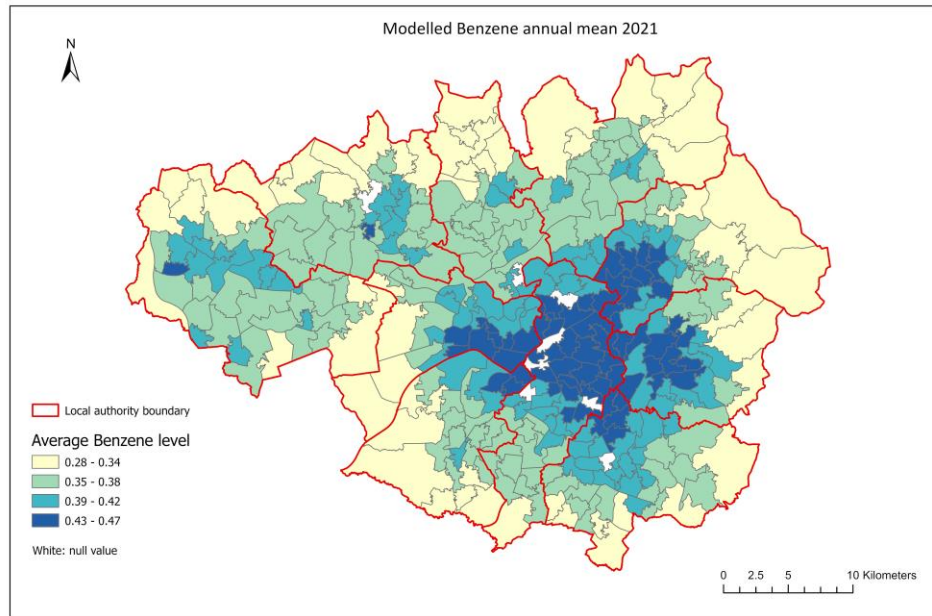 Modelled Benzene annual mean 2021
N
Local authority boundary
Average Benzene level
0.28 - 0.34
0.35 - 0.38
0.39 - 0.42
0.43 - 0.47
White: null value
0 2.5 5 10 Kilometers